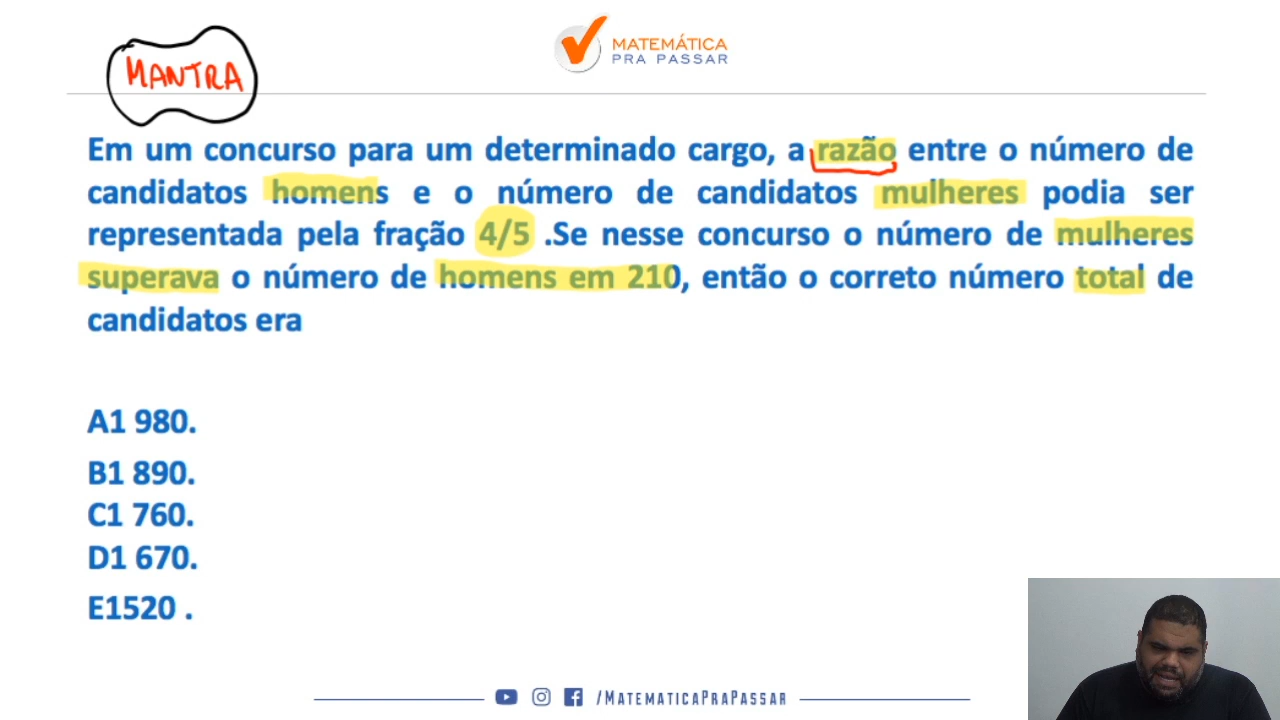 MANTRA
MATEMÁTICA
PRA PASSAR
Em um concurso para um determinado cargo, a razão entre o número de
candidatos homens e o número de candidatos mulheres podia ser
representada pela fração 4/5 .Se nesse concurso o número de mulheres
superava o número de homens em 210, então o correto número total de
candidatos era
A1 980.
B1 890.
C1 760.
D1 670.
E1520 .
/MATEMATICAPRAPASSAR